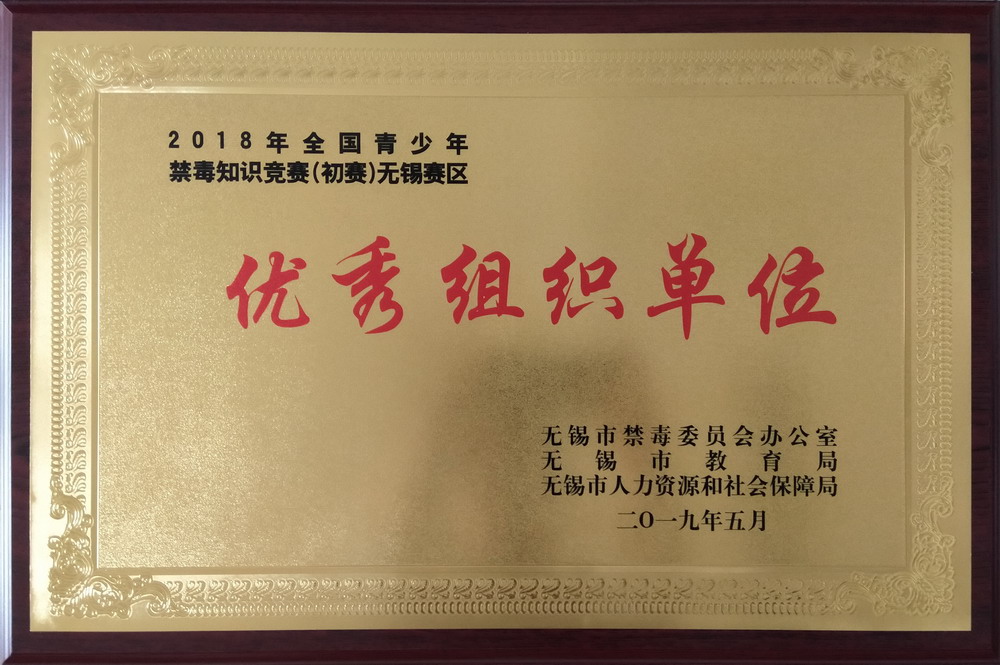 2018年全国青少年
禁毒知识竞赛(初赛)无锡赛区
优秀组织单位
无锡市禁毒委员会办公室
无锡市教育局
无锡市人力资源和社会保障局
二〇一九年五月